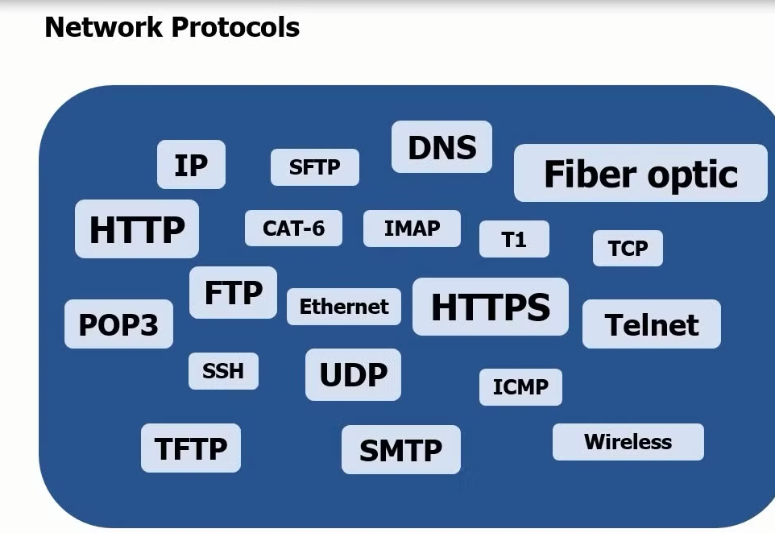 Network Protocols
IP
SFTP
DNS
Fiber optic
HTTP
CAT-6
IMAP
T1
TCP
FTP
Ethernet
HTTPS
POP3
Telnet
SSH
UDP
ICMP
TFTP
SMTP
Wireless